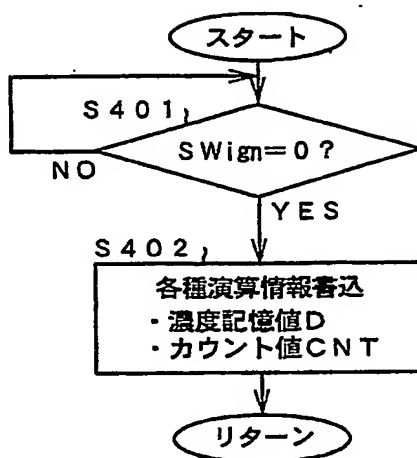 スタート
S401
SWign=0?
NO
YES
S402
各種演算情報書込
・濃度記憶値D
・カウント値CNT
リターン